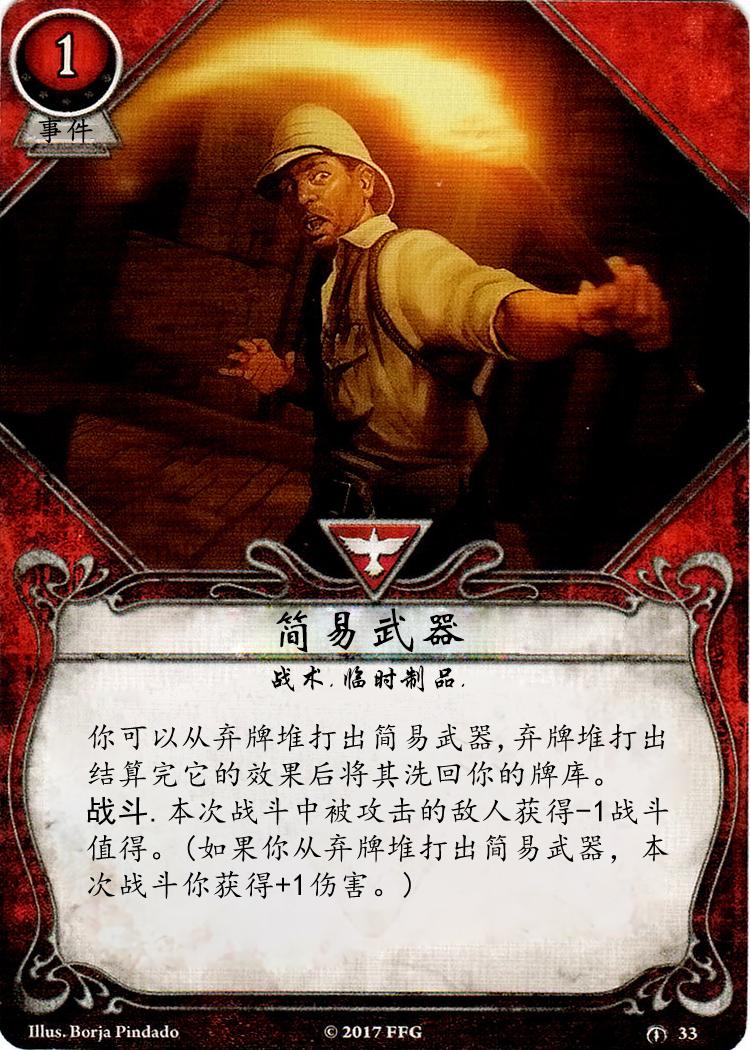 1
事件
简易武器
战术.临时制品.
你可以从弃牌堆打出简易武器,弃牌堆打出
结算完它的效果后将其洗回你的牌库。
战斗.本次战斗中被攻击的敌人获得-1战斗
值得。(如果你从弃牌堆打出简易武器，本
次战斗你获得+1伤害。)
Illus. Borja Pindado
© 2017 FFG
33